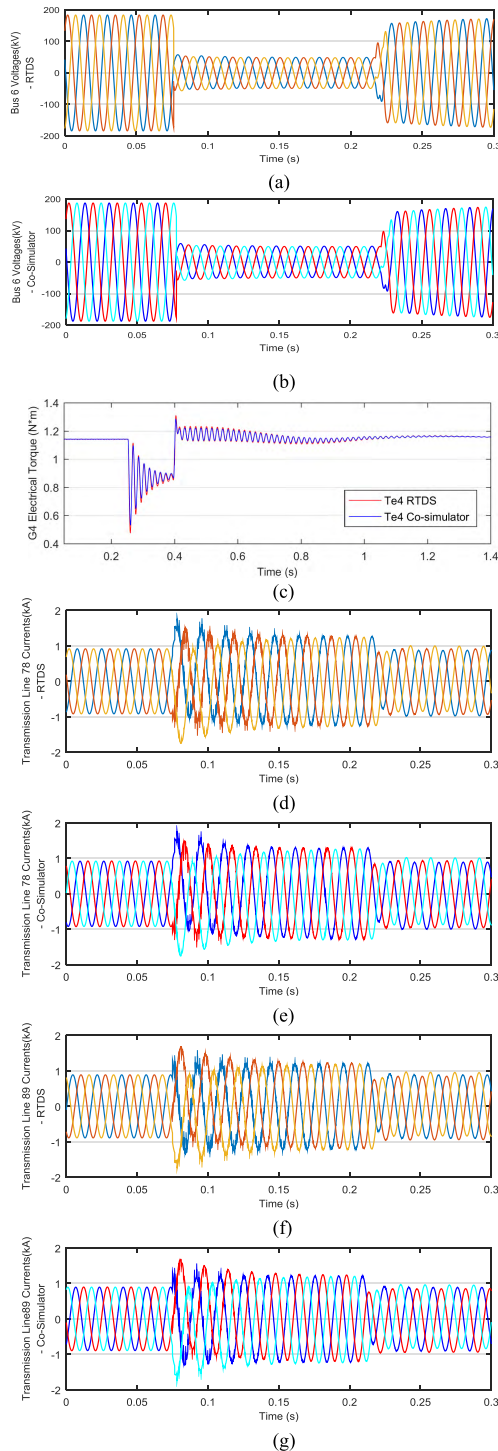 Bus 6 Voltages(kV)
- RTDS
200
100
0
-100
-200
0
0.05
0.1
0.15
0.2
0.25
0.3
Time (s)
(a)
Bus 6 Voltages(kV)
- Co-Simulator
200
100
0
-100
-200
0
0.05
0.1
0.15
0.2
0.25
0.3
Time (s)
(b)
G4 Electrical Torque (N*m)
1.4
1.2
1
0.8
0.6
0.4
0.2
0.4
0.6
0.8
1
1.2
1.4
Te4 RTDS
Te4 Co-simulator
Time (s)
(c)
Transmission Line 78 Currents(kA)
- RTDS
2
1
0
-1
-2
0
0.05
0.1
0.15
0.2
0.25
0.3
Time (s)
(d)
Transmission Line 78 Currents(kA)
- Co-Simulator
2
1
0
-1
-2
0
0.05
0.1
0.15
0.2
0.25
0.3
Time (s)
(e)
Transmission Line 89 Currents(kA)
- RTDS
2
1
0
-1
-2
0
0.05
0.1
0.15
0.2
0.25
0.3
Time (s)
(f)
Transmission Line89 Currents(kA)
- Co-Simulator
2
1
0
-1
-2
0
0.05
0.1
0.15
0.2
0.25
0.3
Time (s)
(g)